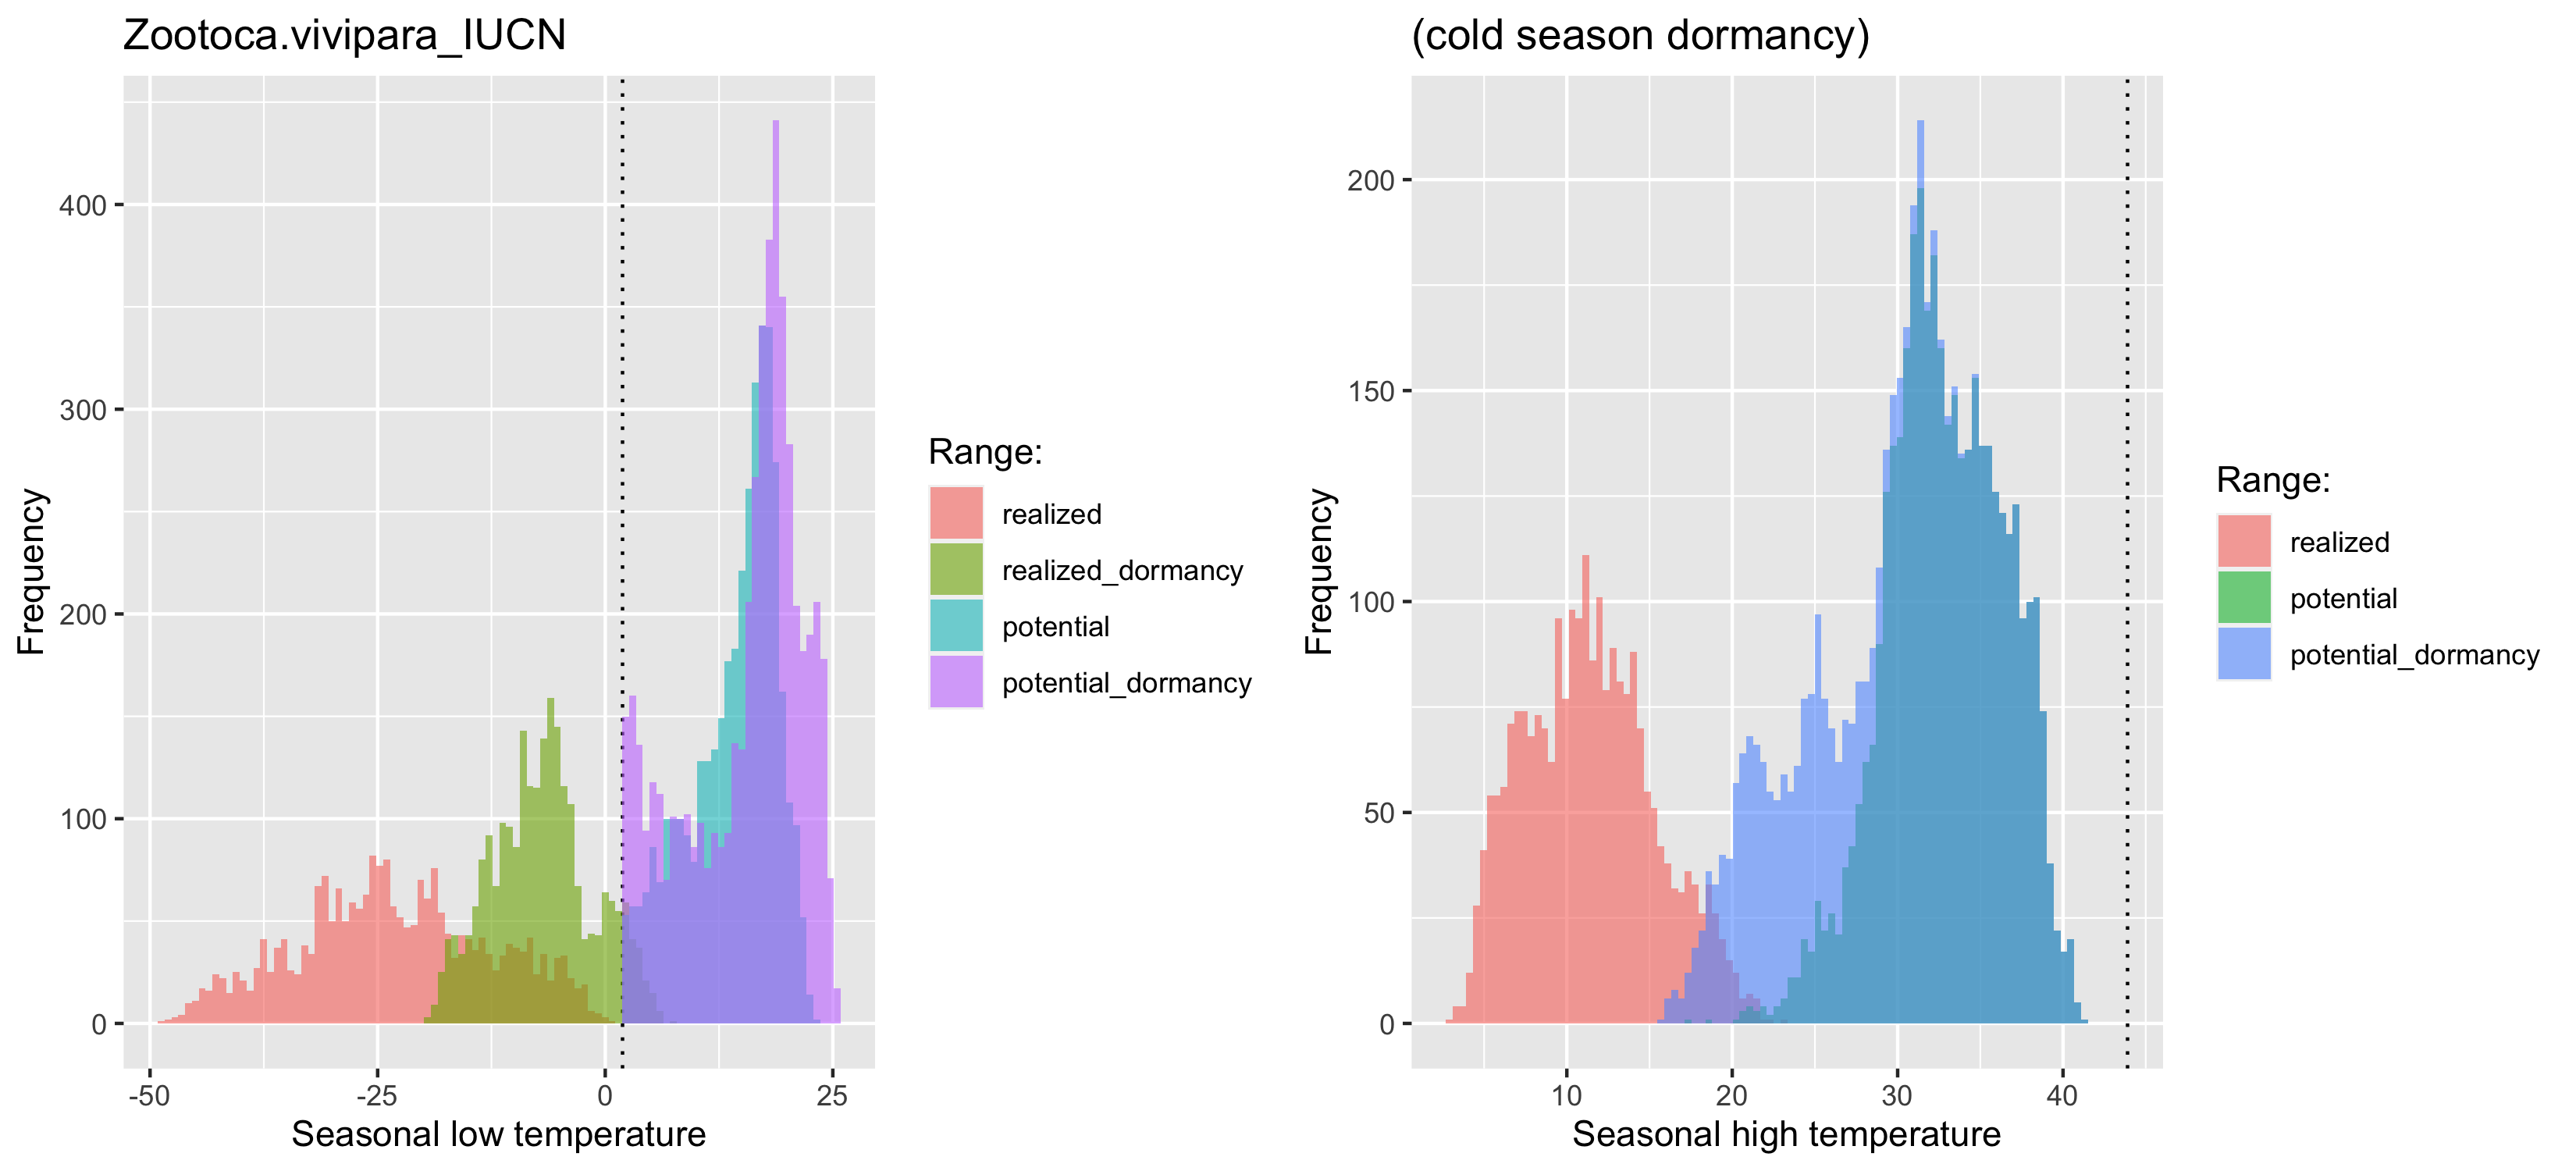 Zootoca.vivipara_IUCN
400
300
200
100
0
-50
-25
0
25
Seasonal low temperature
Frequency
Range:
realized
realized_dormancy
potential
potential_dormancy
(cold season dormancy)
200
150
100
50
0
10
20
30
40
Seasonal high temperature
Frequency
Range:
realized
potential
potential_dormancy